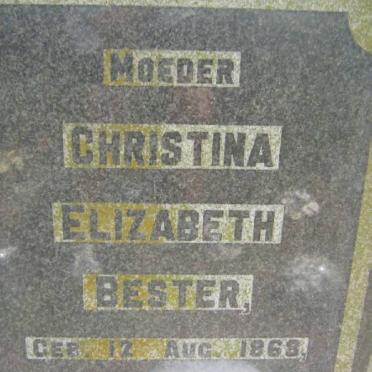 MOEDER
CHRISTINA
ELIZABETH
BESTER,
GEB. 12 AUG. 1868,